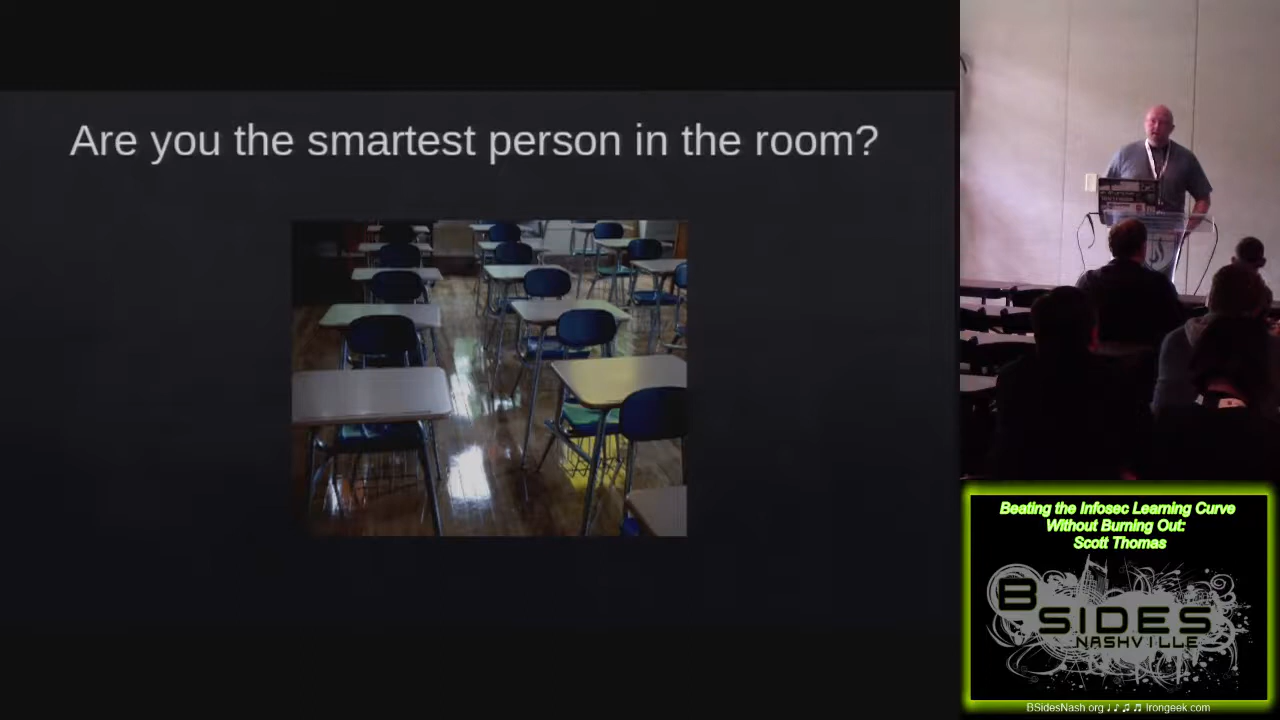 Are you the smartest person in the room?
Beating the Infosec Learning Curve
Without Burning Out:
Scott Thomas
BSIDES
NASHVILLE
BSidesNash.org ♩ ♪ ♫ ♬ Irongeek.com